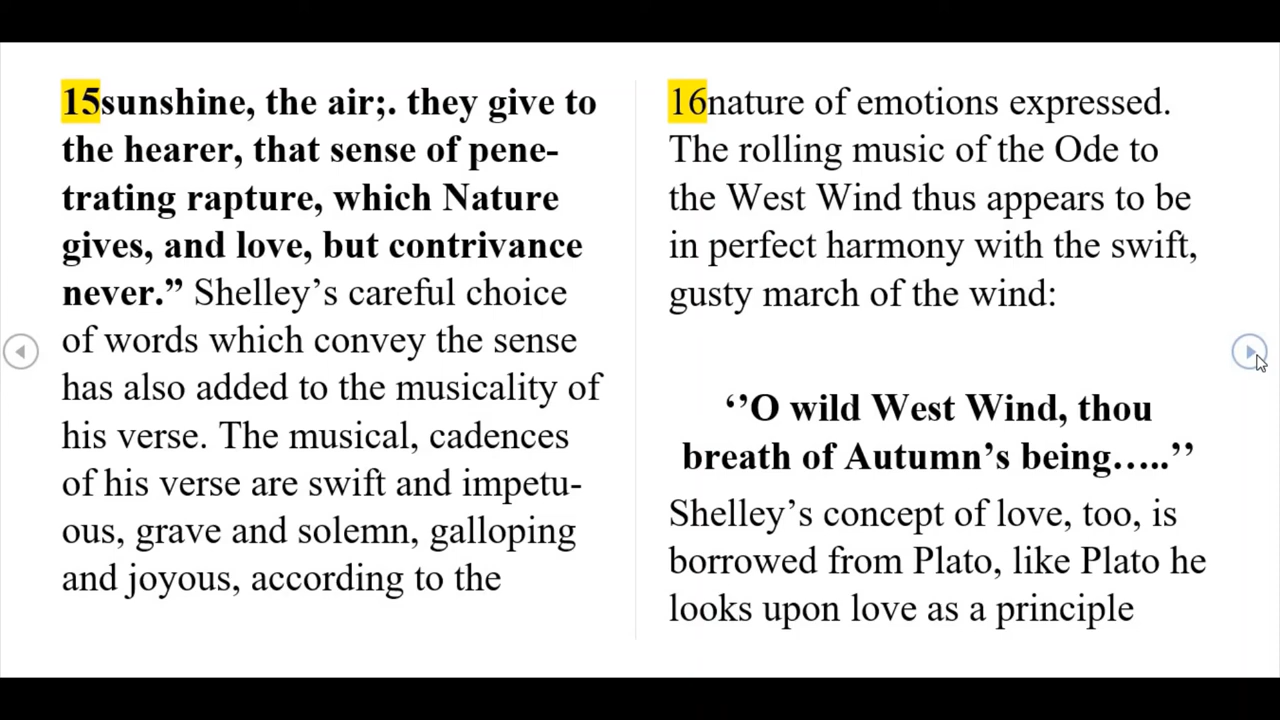 15sunshine, the air;. they give to
the hearer, that sense of pene-
trating rapture, which Nature
gives, and love, but contrivance
never.” Shelley’s careful choice
of words which convey the sense
has also added to the musicality of
his verse. The musical, cadences
of his verse are swift and impetu-
ous, grave and solemn, galloping
and joyous, according to the
16nature of emotions expressed.
The rolling music of the Ode to
the West Wind thus appears to be
in perfect harmony with the swift,
gusty march of the wind:
‘’O wild West Wind, thou
breath of Autumn’s being…..’’
Shelley’s concept of love, too, is
borrowed from Plato, like Plato he
looks upon love as a principle